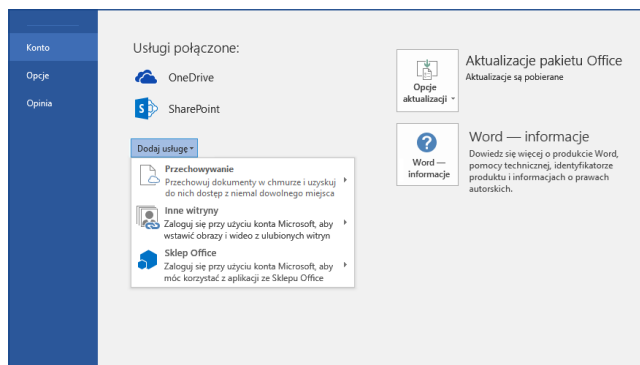 Konto
Opcje
Opinia
Usługi połączone:
OneDrive
SharePoint
Dodaj usługę
Przechowywanie
Przechowuj dokumenty w chmurze i uzyskuj
do nich dostęp z niemal dowolnego miejsca
Inne witryny
Zaloguj się przy użyciu konta Microsoft, aby
wstawić obrazy i wideo z ulubionych witryn
Sklep Office
Zaloguj się przy użyciu konta Microsoft, aby
móc korzystać z aplikacji ze Sklepu Office
Opcje
aktualizacji
Aktualizacje pakietu Office
Aktualizacje są pobierane
Word —
informacje
Word — informacje
Dowiedz się więcej o produkcie Word,
pomocy technicznej, identyfikatorze
produktu i informacjach o prawach
autorskich.